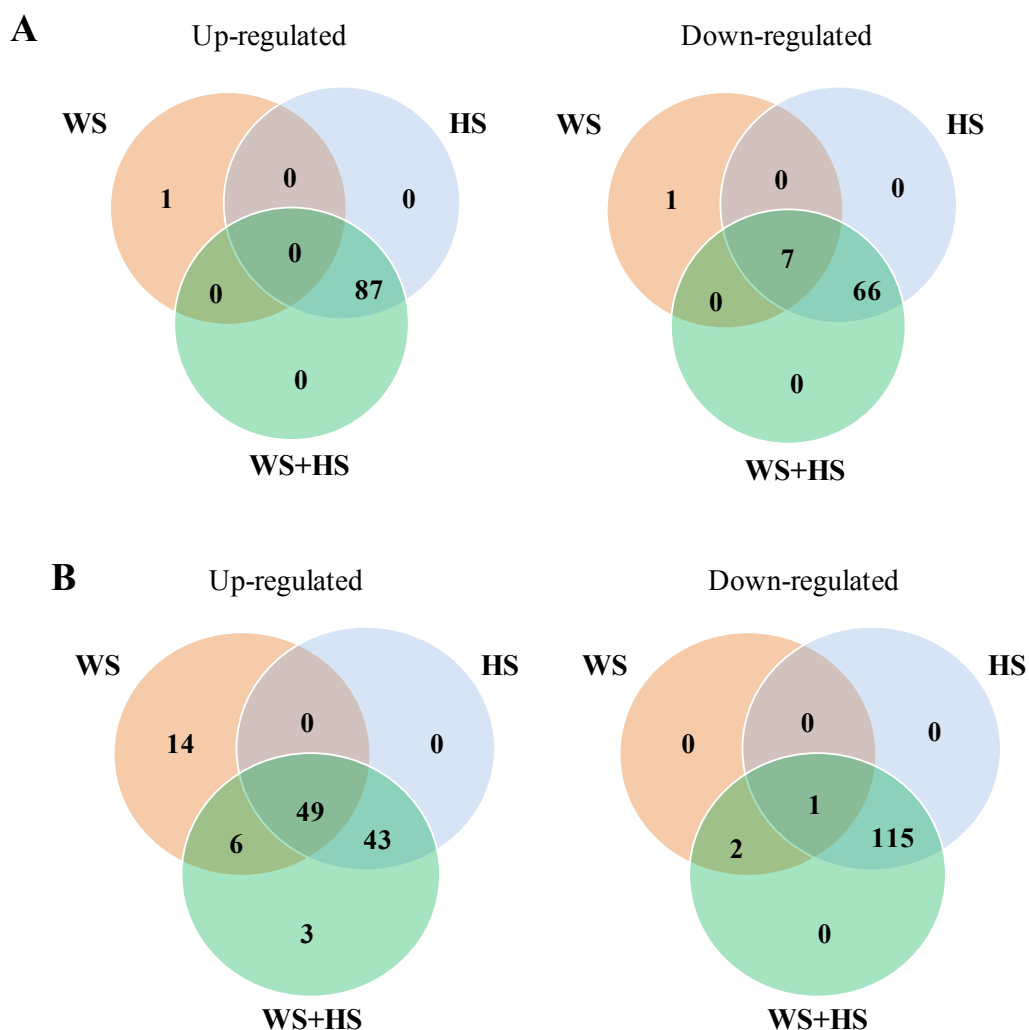 A
Up-regulated Down-regulated
WS HS WS HS
1 0 0 1 0 0
0 7
0 87 0 66
0 0
WS+HS WS+HS
B
Up-regulated Down-regulated
WS HS WS HS
14 0 0 0 0 0
49 1
6 43 2 115
3 0
WS+HS WS+HS